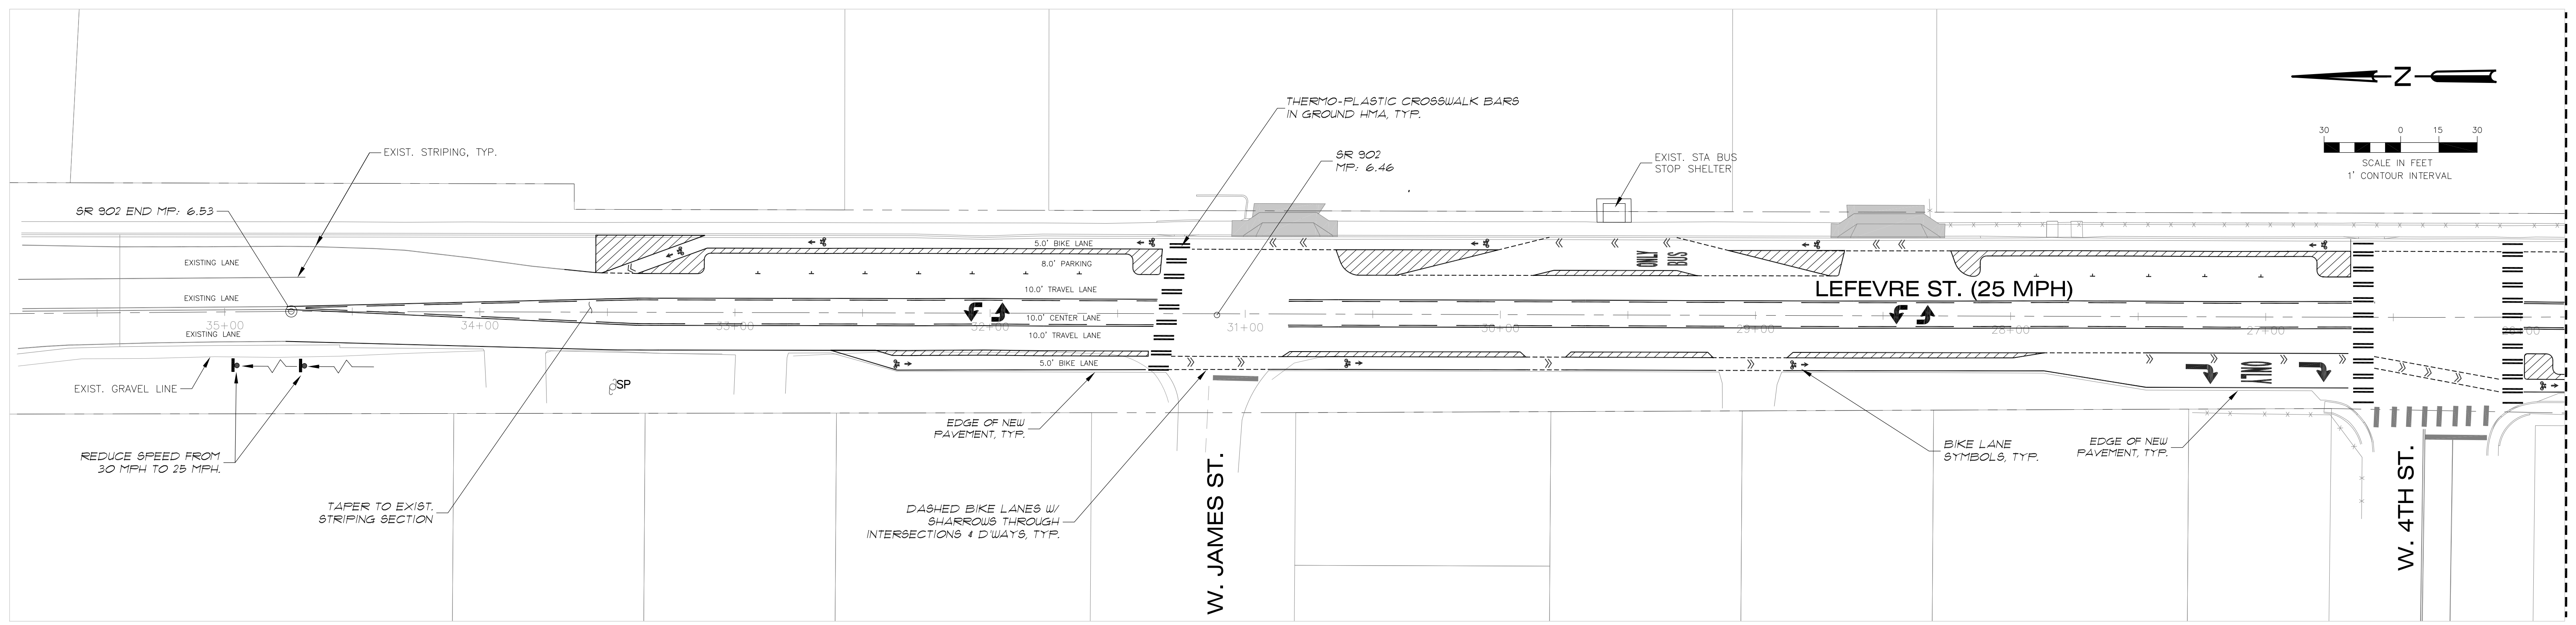 N
30 0 15 30
SCALE IN FEET
1' CONTOUR INTERVAL
THERMO-PLASTIC CROSSWALK BARS
IN GROUND HMA, TYP.
EXIST. STRIPING, TYP.
SR 902
MP: 6.46
EXIST. STA BUS
STOP SHELTER
SR 902 END MP: 6.53
5.0' BIKE LANE
EXISTING LANE
8.0' PARKING
ONLY
BUS
10.0' TRAVEL LANE
LEFEVRE ST. (25 MPH)
EXISTING LANE
10.0' CENTER LANE
35+00
34+00
33+00
32+00
31+00
30+00
29+00
28+00
27+00
26+00
EXISTING LANE
10.0' TRAVEL LANE
5.0' BIKE LANE
ONLY
EXIST. GRAVEL LINE
SP
EDGE OF NEW
PAVEMENT, TYP.
BIKE LANE
SYMBOLS, TYP.
EDGE OF NEW
PAVEMENT, TYP.
REDUCE SPEED FROM
30 MPH TO 25 MPH.
TAPER TO EXIST.
STRIPING SECTION
DASHED BIKE LANES W/
SHARROWS THROUGH
INTERSECTIONS & D'WAYS, TYP.
W. JAMES ST.
W. 4TH ST.